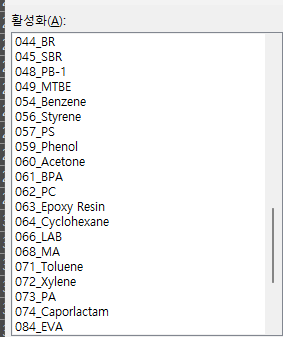 활성화(A):
044_BR
045_SBR
048_PB-1
049_MTBE
054_Benzene
056_Styrene
057_PS
059_Phenol
060_Acetone
061_BPA
062_PC
063_Epoxy Resin
064_Cyclohexane
066_LAB
068_MA
071_Toluene
072_Xylene
073_PA
074_Caporlactam
084_EVA